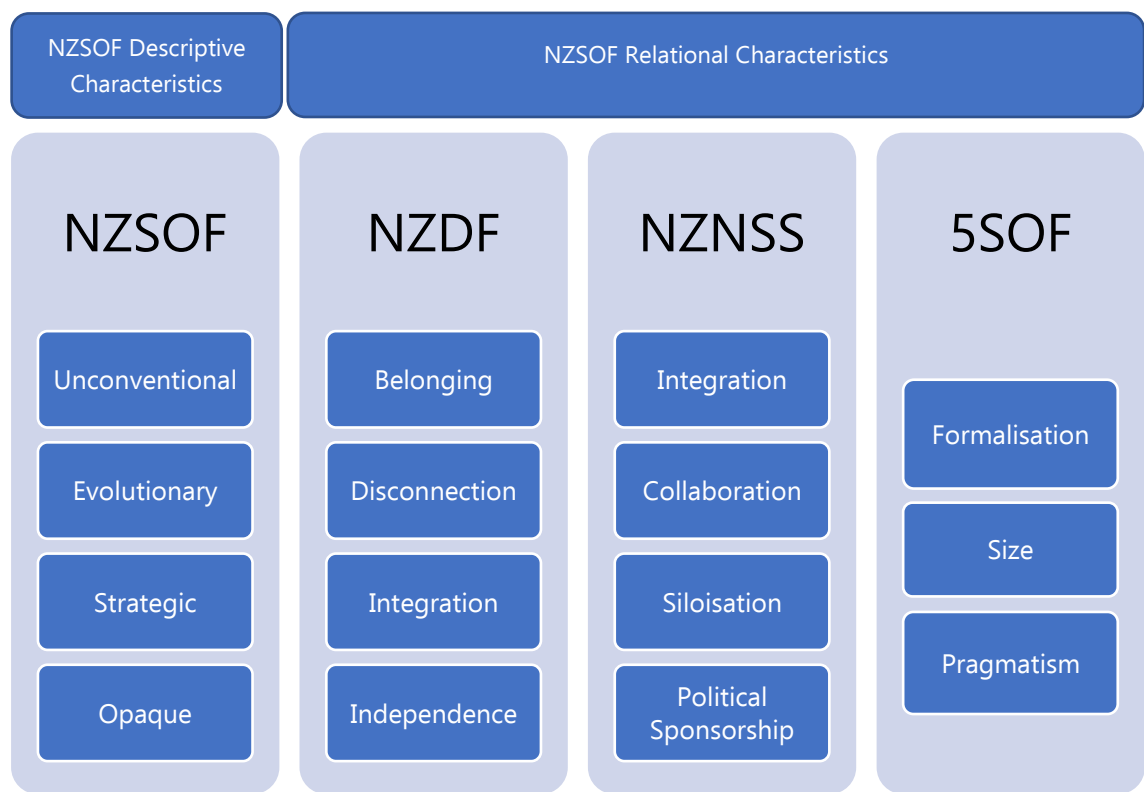 NZSOF Descriptive
Characteristics
NZSOF Relational Characteristics
NZSOF
Unconventional
Evolutionary
Strategic
Opaque
NZDF
Belonging
Disconnection
Integration
Independence
NZNSS
Integration
Collaboration
Siloisation
Political
Sponsorship
5SOF
Formalisation
Size
Pragmatism